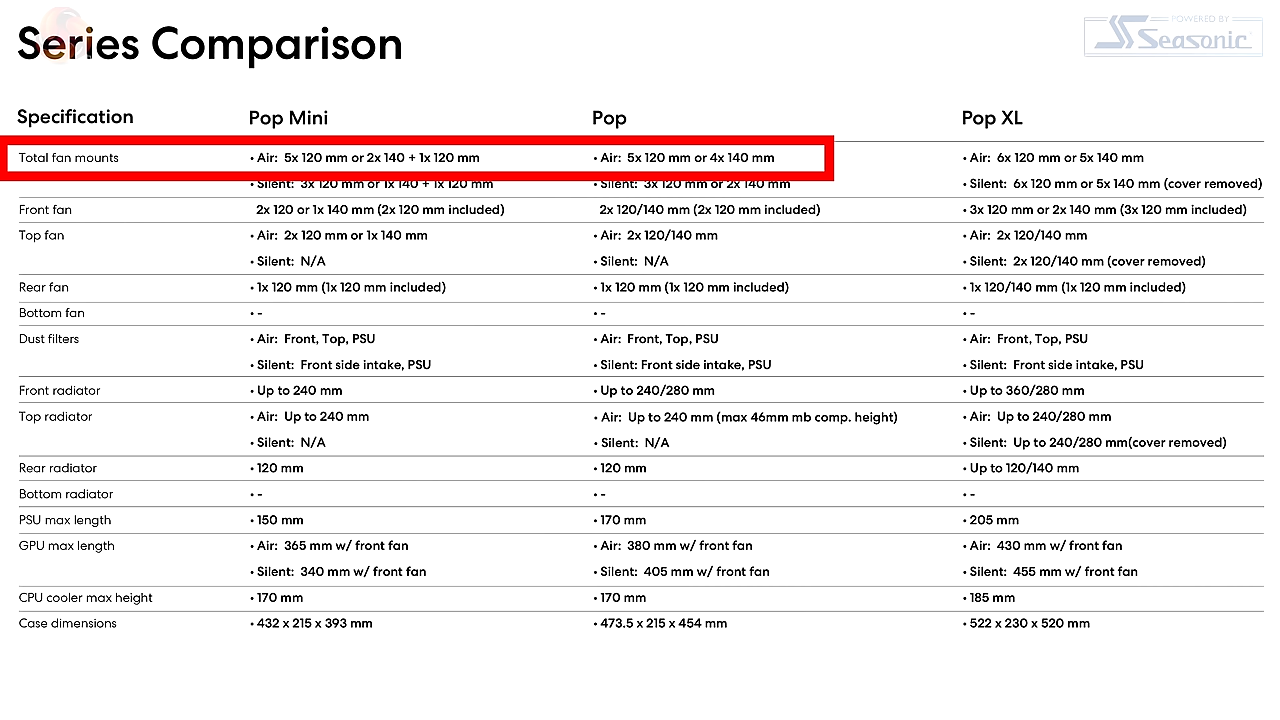 Series Comparison
POWERED BY
Seasonic
Specification Pop Mini Pop Pop XL
Total fan mounts • Air: 5x 120 mm or 2x 140 + 1x 120 mm • Air: 5x 120 mm or 4x 140 mm • Air: 6x 120 mm or 5x 140 mm
• Silent: 3x 120 mm or 1x 140 + 1x 120 mm • Silent: 3x 120 mm or 2x 140 mm • Silent: 6x 120 mm or 5x 140 mm (cover removed)
Front fan 2x 120 or 1x 140 mm (2x 120 mm included) 2x 120/140 mm (2x 120 mm included) • 3x 120 mm or 2x 140 mm (3x 120 mm included)
Top fan • Air: 2x 120 mm or 1x 140 mm • Air: 2x 120/140 mm • Air: 2x 120/140 mm
• Silent: N/A • Silent: N/A • Silent: 2x 120/140 mm (cover removed)
Rear fan • 1x 120 mm (1x 120 mm included) • 1x 120 mm (1x 120 mm included) • 1x 120/140 mm (1x 120 mm included)
Bottom fan • - • - • -
Dust filters • Air: Front, Top, PSU • Air: Front, Top, PSU • Air: Front, Top, PSU
• Silent: Front side intake, PSU • Silent: Front side intake, PSU • Silent: Front side intake, PSU
Front radiator • Up to 240 mm • Up to 240/280 mm • Up to 360/280 mm
Top radiator • Air: Up to 240 mm • Air: Up to 240 mm (max 46mm mb comp. height) • Air: Up to 240/280 mm
• Silent: N/A • Silent: N/A • Silent: Up to 240/280 mm(cover removed)
Rear radiator • 120 mm • 120 mm • Up to 120/140 mm
Bottom radiator • - • - • -
PSU max length • 150 mm • 170 mm • 205 mm
GPU max length • Air: 365 mm w/ front fan • Air: 380 mm w/ front fan • Air: 430 mm w/ front fan
• Silent: 340 mm w/ front fan • Silent: 405 mm w/ front fan • Silent: 455 mm w/ front fan
CPU cooler max height • 170 mm • 170 mm • 185 mm
Case dimensions • 432 x 215 x 393 mm • 473.5 x 215 x 454 mm • 522 x 230 x 520 mm